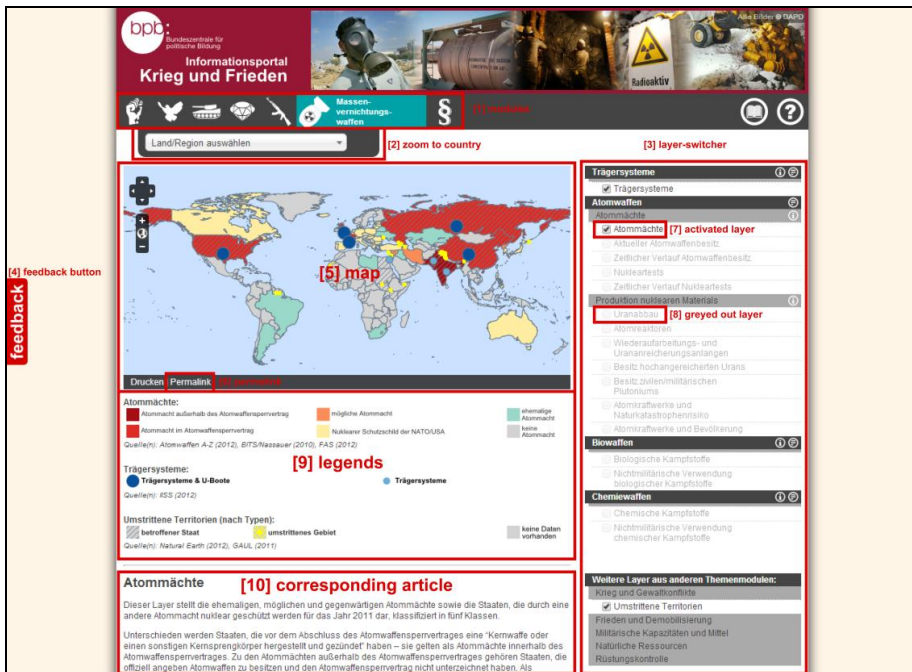 bpb:
Bundeszentrale für
politische Bildung
Informationsportal
Krieg und Frieden
Alle Bilder © DAPD
Radioaktiv
Massen-
vernichtungs-
waffen
§
?
Land/Region auswählen
[2] zoom to country
[3] layer-switcher
[4] feedback button
feedback
[5] map
Drucken Permalink
Trägersysteme
Trägersysteme
Atomwaffen
Atommächte
Atommächte
[7] activated layer
Aktueller Atomwaffenbesitz
Zeitlicher Verlauf Atomwaffenbesitz
Nukleartests
Zeitlicher Verlauf Nukleartests
Produktion nuklearen Materials
Uranabbau
[8] greyed out layer
Atomreaktoren
Wiederaufarbeitungs- und
Urananreicherungsanlangen
Besitz hochangereicherten Urans
Besitz zivilen/militärischen
Plutoniums
Atomkraftwerke und
Naturkatastrophenrisiko
Atomkraftwerke und Bevölkerung
Biowaffen
Biologische Kampfstoffe
Nichtmilitärische Verwendung
biologischer Kampfstoffe
Chemiewaffen
Chemische Kampfstoffe
Nichtmilitärische Verwendung
chemischer Kampfstoffe
Weitere Layer aus anderen Themenmodulen:
Krieg und Gewaltkonflikte
Umstrittene Territorien
Frieden und Demobilisierung
Militärische Kapazitäten und Mittel
Natürliche Ressourcen
Rüstungskontrolle
Atommächte:
Atommacht außerhalb des Atomwaffensperrvertrag
mögliche Atommacht
ehemalige
Atommacht
Atommacht im Atomwaffensperrvertrag
Nuklearer Schutzschild der NATO/USA
keine
Atommacht
Quelle(n): Atomwaffen A-Z (2012), BITS/Nassauer (2010), FAS (2012)
[9] legends
Trägersysteme:
Trägersysteme & U-Boote
Trägersysteme
Quelle(n): IISS (2012)
Umstrittene Territorien (nach Typen):
betroffener Staat
umstrittenes Gebiet
keine Daten
vorhanden
Quelle(n): Natural Earth (2012), GAUL (2011)
Atommächte
[10] corresponding article
Dieser Layer stellt die ehemaligen, möglichen und gegenwärtigen Atommächte sowie die Staaten, die durch eine
andere Atommacht nuklear geschützt werden für das Jahr 2011 dar, klassifiziert in fünf Klassen.
Unterschieden werden Staaten, die vor dem Abschluss des Atomwaffensperrvertrages eine "Kernwaffe oder
einen sonstigen Kernsprengkörper hergestellt und gezündet" haben – sie gelten als Atommächte innerhalb des
Atomwaffensperrvertrages. Zu den Atommächten außerhalb des Atomwaffensperrvertrages gehören Staaten, die
offiziell angeben Atomwaffen zu besitzen und den Atomwaffensperrvertrag nicht unterzeichnet haben. Als